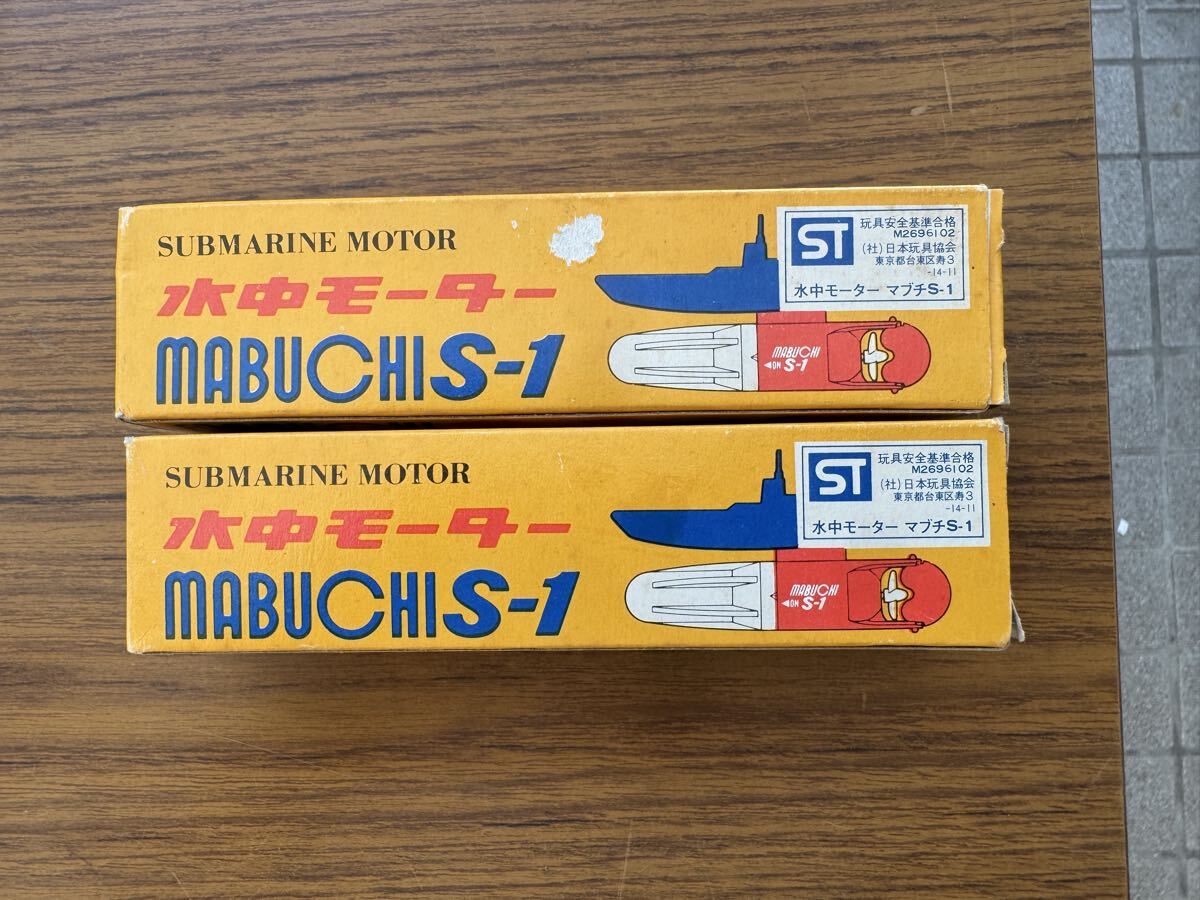 SUBMARINE MOTOR
水中モーター
MABUCHI S-1
MABUCHI
◀ON S-1
ST
玩具安全基準合格
M2696102
(社)日本玩具協会
東京都台東区寿3
-14-11
水中モーター マブチS-1
SUBMARINE MOTOR
水中モーター
MABUCHI S-1
MABUCHI
◀ON S-1
ST
玩具安全基準合格
M2696102
(社)日本玩具協会
東京都台東区寿3
-14-11
水中モーター マブチS-1